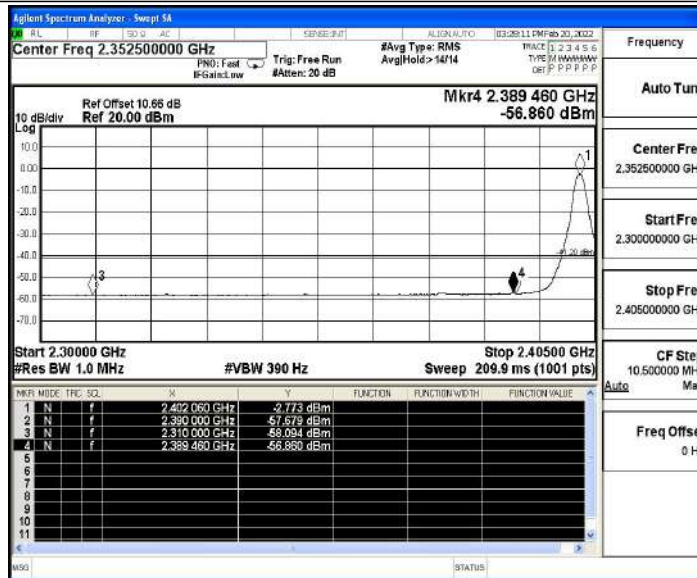 Agilent Spectrum Analyzer - Swept SA
RL RF 50 Ω AC SENSE:INT ALIGNAUTO 03:29:11 PM Feb 20, 2022
Center Freq 2.352500000 GHz
PNO: Fast
IFGain:Low
Trig: Free Run
#Atten: 20 dB
#Avg Type: RMS
Avg|Hold:>14/14
TRACE 1 2 3 4 5 6
TYPE
DET P P P P P P
Frequency
Auto Tun
Mkr4 2.389 460 GHz
-56.860 dBm
Ref Offset 10.66 dB
10 dB/div Ref 20.00 dBm
Log
10.0
0.00
-10.0
-20.0
-30.0
-40.0
-50.0
-60.0
-70.0
1
3
4
Center Fre
2.352500000 GH
Start Fre
2.300000000 GH
Stop Fre
2.405000000 GH
CF Ste
10.500000 MH
Auto Ma
Freq Offse
0 H
Start 2.30000 GHz Stop 2.40500 GHz
#Res BW 1.0 MHz #VBW 390 Hz Sweep 209.9 ms (1001 pts)
MKR MODE TRC SCL X Y FUNCTION FUNCTION WIDTH FUNCTION VALUE
1 N f 2.402 060 GHz -2.773 dBm
2 N f 2.390 000 GHz -57.679 dBm
3 N f 2.310 000 GHz -58.094 dBm
4 N f 2.389 460 GHz -56.860 dBm
5
6
7
8
9
10
11
MSG STATUS